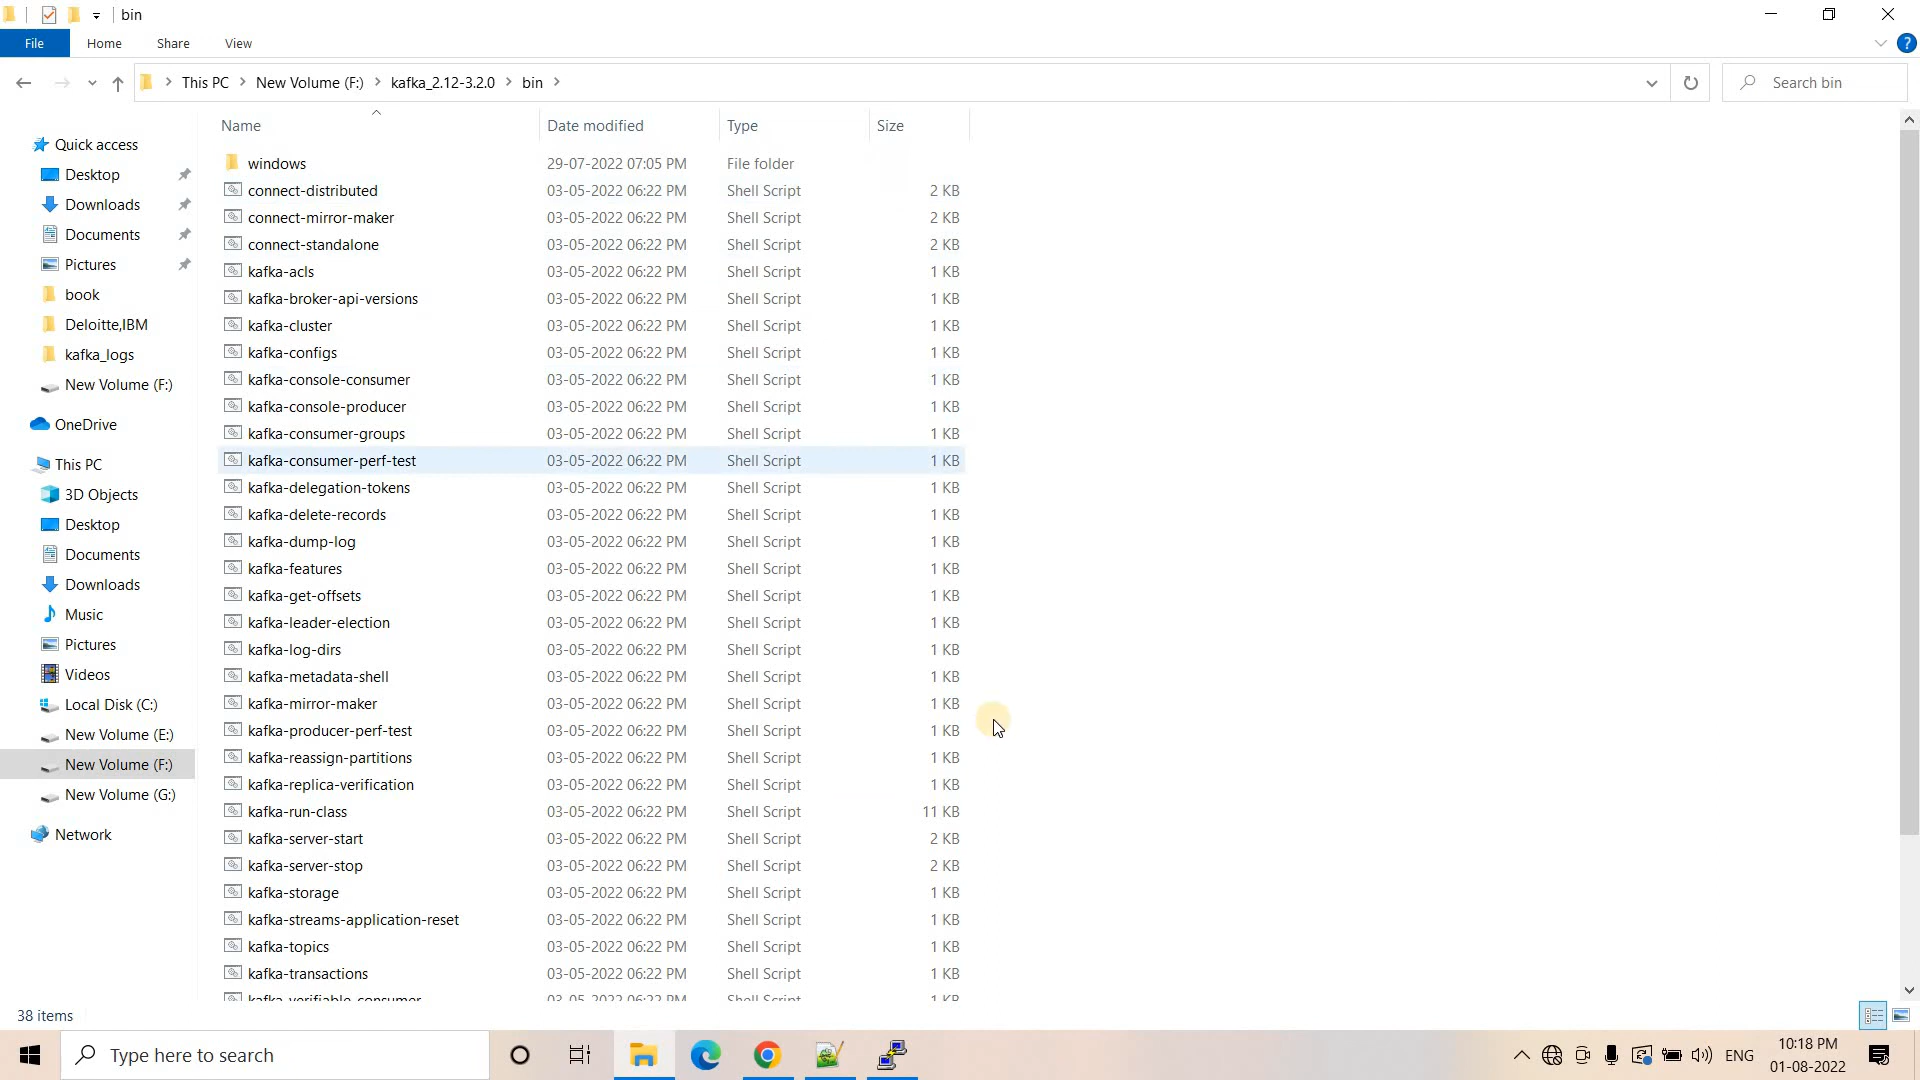 bin
File Home Share View
This PC New Volume (F:) kafka_2.12-3.2.0 bin
Search bin
Name Date modified Type Size
Quick access
Desktop
Downloads
Documents
Pictures
book
Deloitte,IBM
kafka_logs
New Volume (F:)
OneDrive
This PC
3D Objects
Desktop
Documents
Downloads
Music
Pictures
Videos
Local Disk (C:)
New Volume (E:)
New Volume (F:)
New Volume (G:)
Network
windows 29-07-2022 07:05 PM File folder
connect-distributed 03-05-2022 06:22 PM Shell Script 2 KB
connect-mirror-maker 03-05-2022 06:22 PM Shell Script 2 KB
connect-standalone 03-05-2022 06:22 PM Shell Script 2 KB
kafka-acls 03-05-2022 06:22 PM Shell Script 1 KB
kafka-broker-api-versions 03-05-2022 06:22 PM Shell Script 1 KB
kafka-cluster 03-05-2022 06:22 PM Shell Script 1 KB
kafka-configs 03-05-2022 06:22 PM Shell Script 1 KB
kafka-console-consumer 03-05-2022 06:22 PM Shell Script 1 KB
kafka-console-producer 03-05-2022 06:22 PM Shell Script 1 KB
kafka-consumer-groups 03-05-2022 06:22 PM Shell Script 1 KB
kafka-consumer-perf-test 03-05-2022 06:22 PM Shell Script 1 KB
kafka-delegation-tokens 03-05-2022 06:22 PM Shell Script 1 KB
kafka-delete-records 03-05-2022 06:22 PM Shell Script 1 KB
kafka-dump-log 03-05-2022 06:22 PM Shell Script 1 KB
kafka-features 03-05-2022 06:22 PM Shell Script 1 KB
kafka-get-offsets 03-05-2022 06:22 PM Shell Script 1 KB
kafka-leader-election 03-05-2022 06:22 PM Shell Script 1 KB
kafka-log-dirs 03-05-2022 06:22 PM Shell Script 1 KB
kafka-metadata-shell 03-05-2022 06:22 PM Shell Script 1 KB
kafka-mirror-maker 03-05-2022 06:22 PM Shell Script 1 KB
kafka-producer-perf-test 03-05-2022 06:22 PM Shell Script 1 KB
kafka-reassign-partitions 03-05-2022 06:22 PM Shell Script 1 KB
kafka-replica-verification 03-05-2022 06:22 PM Shell Script 1 KB
kafka-run-class 03-05-2022 06:22 PM Shell Script 11 KB
kafka-server-start 03-05-2022 06:22 PM Shell Script 2 KB
kafka-server-stop 03-05-2022 06:22 PM Shell Script 2 KB
kafka-storage 03-05-2022 06:22 PM Shell Script 1 KB
kafka-streams-application-reset 03-05-2022 06:22 PM Shell Script 1 KB
kafka-topics 03-05-2022 06:22 PM Shell Script 1 KB
kafka-transactions 03-05-2022 06:22 PM Shell Script 1 KB
kafka-verifiable-consumer 03-05-2022 06:22 PM Shell Script 1 KB
38 items
Type here to search
ENG
10:18 PM
01-08-2022